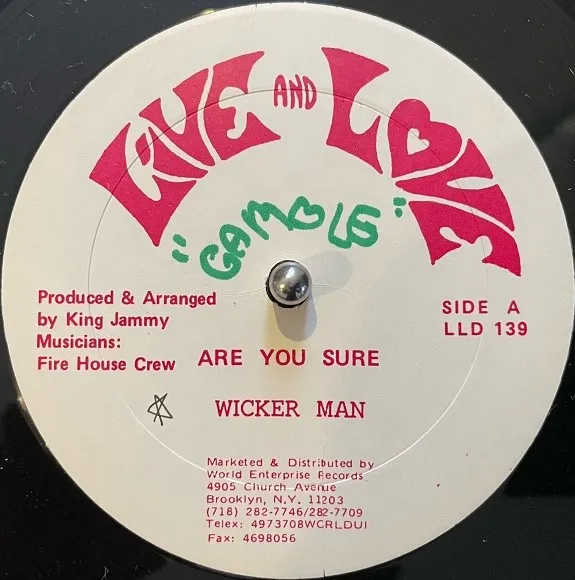 LIVE AND LOVE
"GAMBLE"
Produced & Arranged
by King Jammy
Musicians:
Fire House Crew
SIDE A
LLD 139
ARE YOU SURE
WICKER MAN
Marketed & Distributed by
World Enterprise Records
4905 Church Avenue
Brooklyn, N.Y. 11203
(718) 282-7746/282-7709
Telex: 4973708WCRLDUI
Fax: 4698056